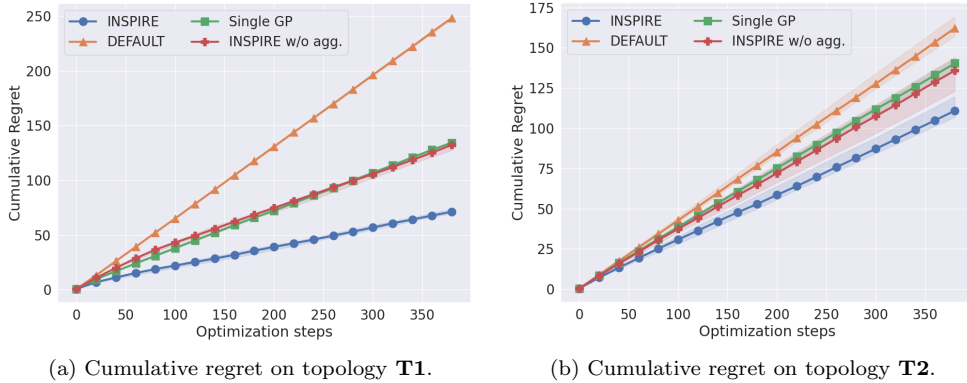 INSPIRE
DEFAULT
Single GP
INSPIRE w/o agg.
Cumulative Regret
250
200
150
100
50
0
0 50 100 150 200 250 300 350
Optimization steps
(a) Cumulative regret on topology T1.
INSPIRE
DEFAULT
Single GP
INSPIRE w/o agg.
Cumulative Regret
175
150
125
100
75
50
25
0
0 50 100 150 200 250 300 350
Optimization steps
(b) Cumulative regret on topology T2.